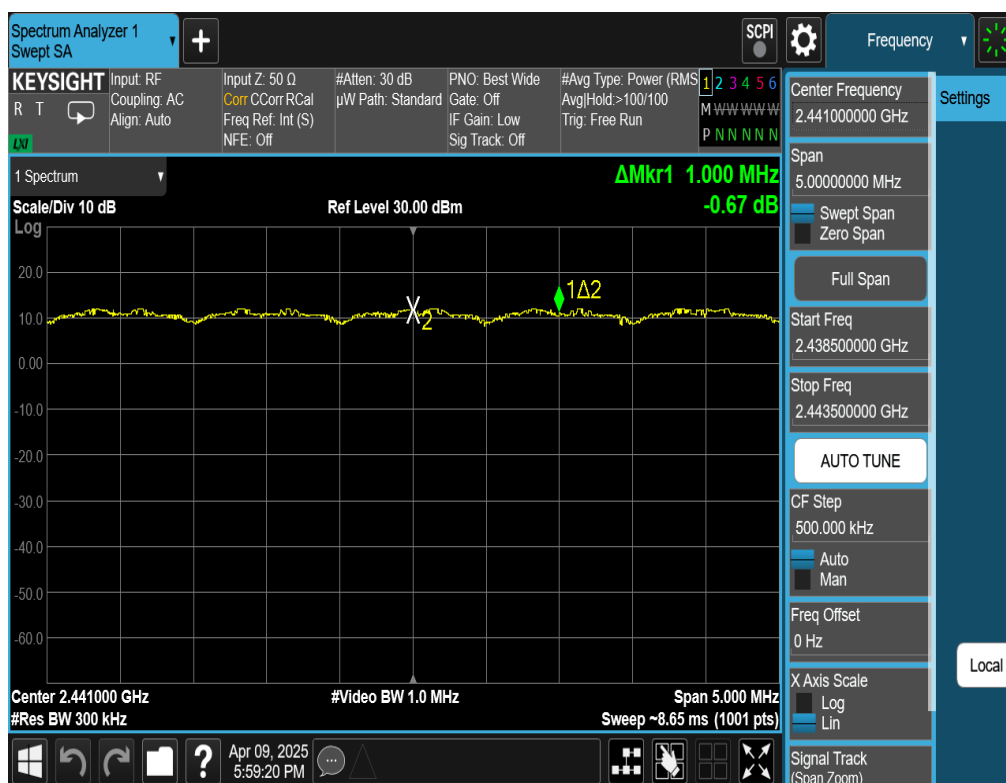 Spectrum Analyzer 1
Swept SA
+
SCPI
Frequency
KEYSIGHT
R T
LXI
Input: RF
Coupling: AC
Align: Auto
Input Z: 50 Ω
Corr CCorr RCal
Freq Ref: Int (S)
NFE: Off
#Atten: 30 dB
µW Path: Standard
PNO: Best Wide
Gate: Off
IF Gain: Low
Sig Track: Off
#Avg Type: Power (RMS
Avg|Hold:>100/100
Trig: Free Run
1 2 3 4 5 6
M W W W W W
P N N N N N
1 Spectrum
ΔMkr1 1.000 MHz
-0.67 dB
Scale/Div 10 dB
Ref Level 30.00 dBm
Log
20.0
10.0
0.00
-10.0
-20.0
-30.0
-40.0
-50.0
-60.0
1Δ2
2
Center 2.441000 GHz
#Video BW 1.0 MHz
Span 5.000 MHz
#Res BW 300 kHz
Sweep ~8.65 ms (1001 pts)
?
Apr 09, 2025
5:59:20 PM
Center Frequency
2.441000000 GHz
Span
5.00000000 MHz
Swept Span
Zero Span
Full Span
Start Freq
2.438500000 GHz
Stop Freq
2.443500000 GHz
AUTO TUNE
CF Step
500.000 kHz
Auto
Man
Freq Offset
0 Hz
X Axis Scale
Log
Lin
Signal Track
(Span Zoom)
Settings
Local